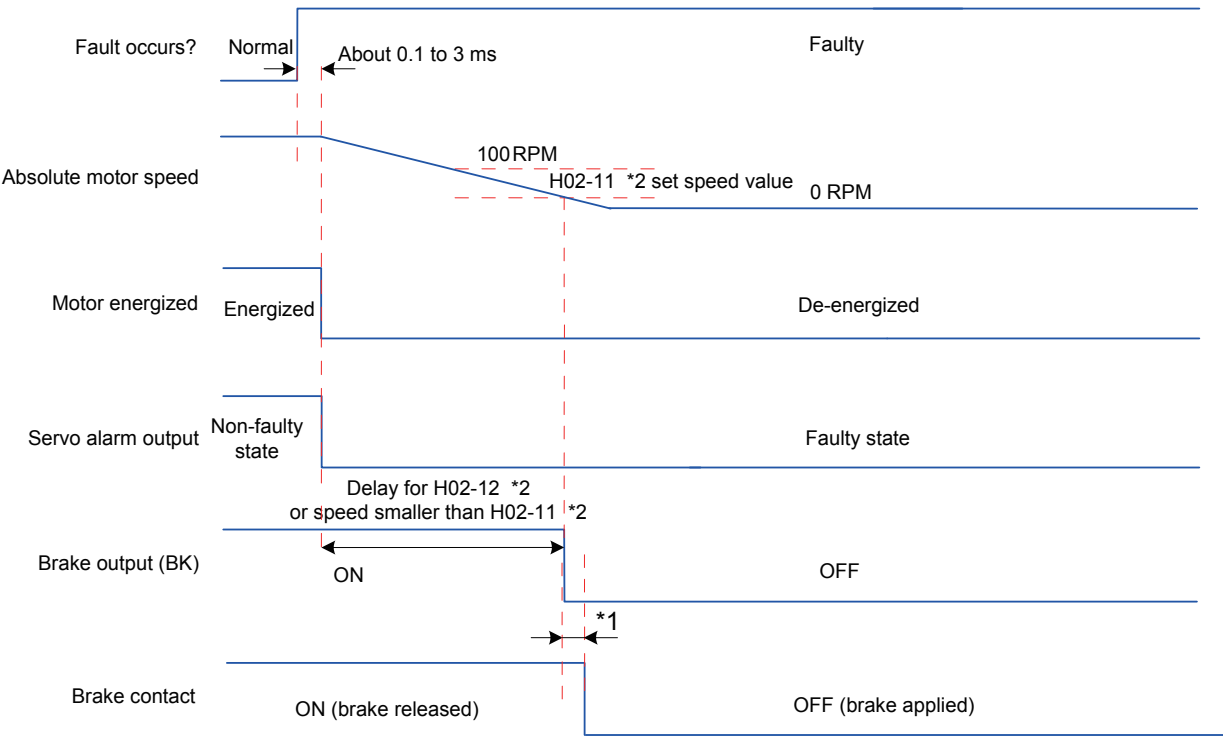 Fault occurs?
Normal
About 0.1 to 3 ms
Faulty
Absolute motor speed
100 RPM
H02-11 *2 set speed value
0 RPM
Motor energized
Energized
De-energized
Servo alarm output
Non-faulty
state
Faulty state
Delay for H02-12 *2
or speed smaller than H02-11 *2
Brake output (BK)
ON
OFF
*1
Brake contact
ON (brake released)
OFF (brake applied)